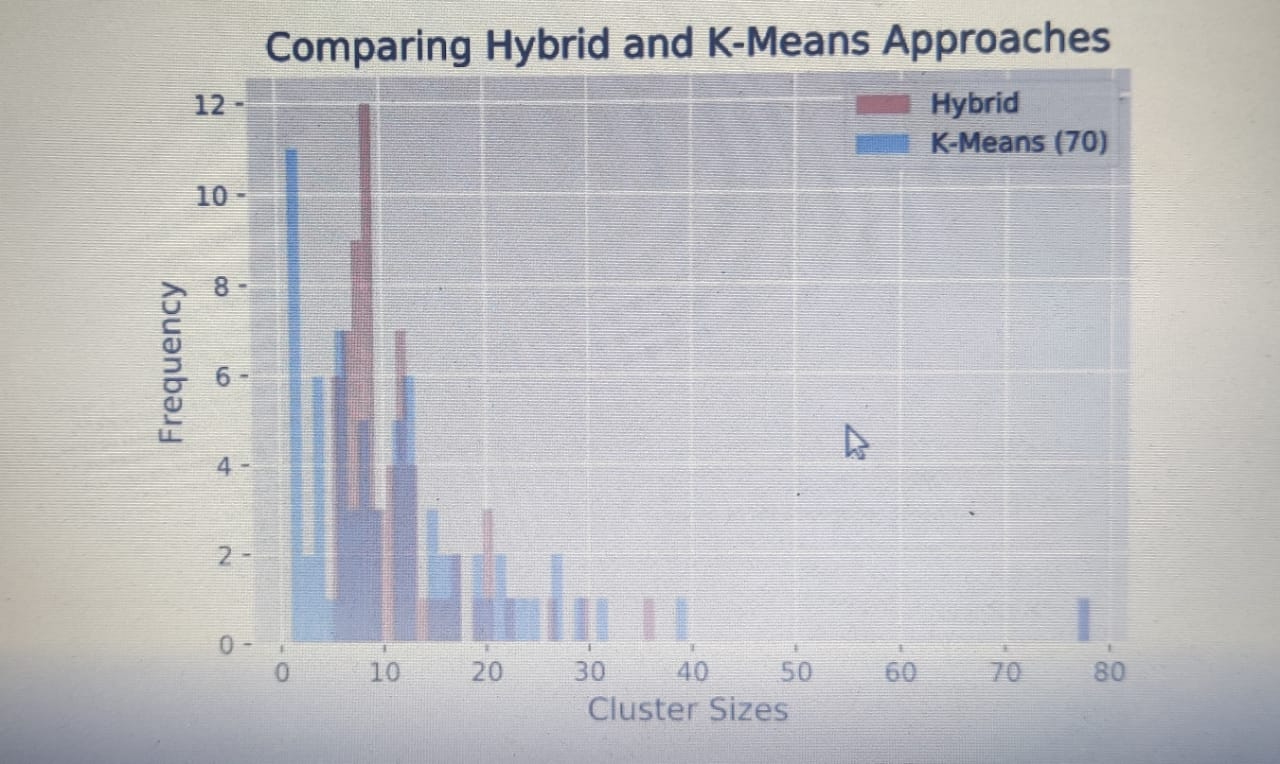 Comparing Hybrid and K-Means Approaches
Hybrid
K-Means (70)
Frequency
12
10
8
6
4
2
0
0 10 20 30 40 50 60 70 80
Cluster Sizes